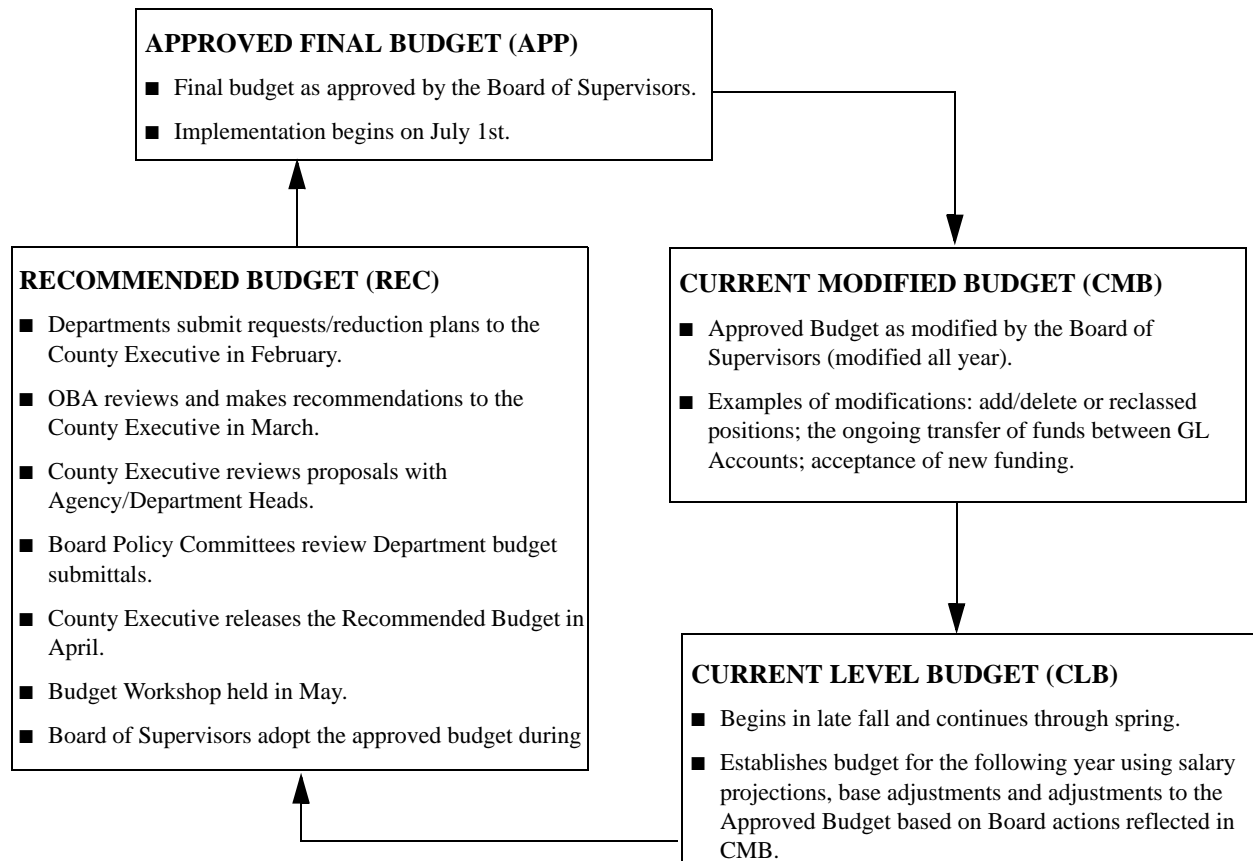 APPROVED FINAL BUDGET (APP)
■ Final budget as approved by the Board of Supervisors.
■ Implementation begins on July 1st.
RECOMMENDED BUDGET (REC)
■ Departments submit requests/reduction plans to the
County Executive in February.
■ OBA reviews and makes recommendations to the
County Executive in March.
■ County Executive reviews proposals with
Agency/Department Heads.
■ Board Policy Committees review Department budget
submittals.
■ County Executive releases the Recommended Budget in
April.
■ Budget Workshop held in May.
■ Board of Supervisors adopt the approved budget during
CURRENT MODIFIED BUDGET (CMB)
■ Approved Budget as modified by the Board of
Supervisors (modified all year).
■ Examples of modifications: add/delete or reclassed
positions; the ongoing transfer of funds between GL
Accounts; acceptance of new funding.
CURRENT LEVEL BUDGET (CLB)
■ Begins in late fall and continues through spring.
■ Establishes budget for the following year using salary
projections, base adjustments and adjustments to the
Approved Budget based on Board actions reflected in
CMB.